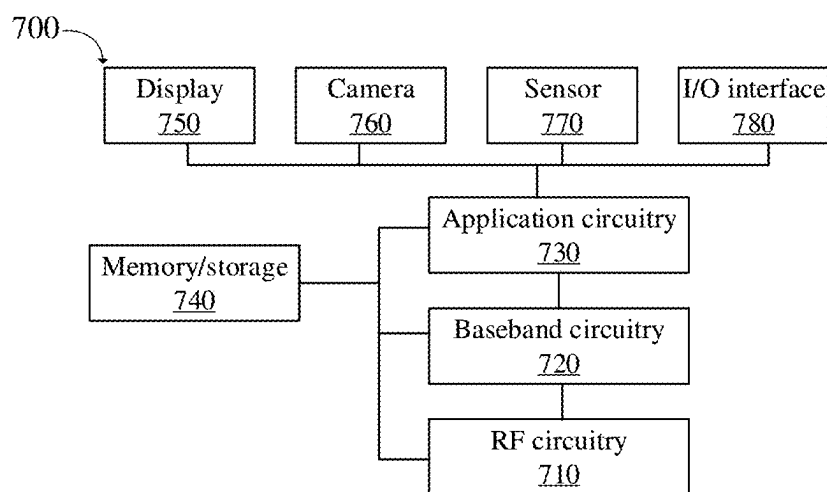 700
Display
750
Camera
760
Sensor
770
I/O interface
780
Application circuitry
730
Memory/storage
740
Baseband circuitry
720
RF circuitry
710